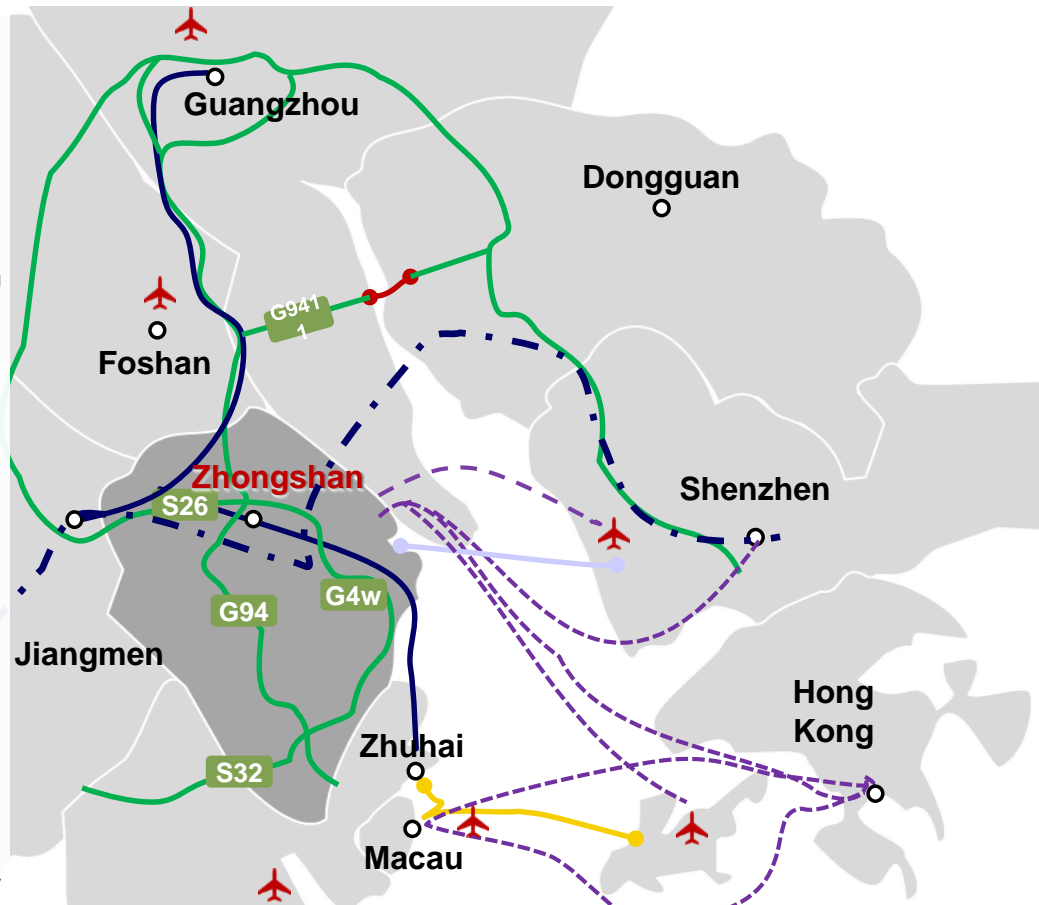 Guangzhou
Dongguan
G941
1
Foshan
Zhongshan
S26
Shenzhen
G94
G4w
Jiangmen
Hong
Kong
Zhuhai
S32
Macau